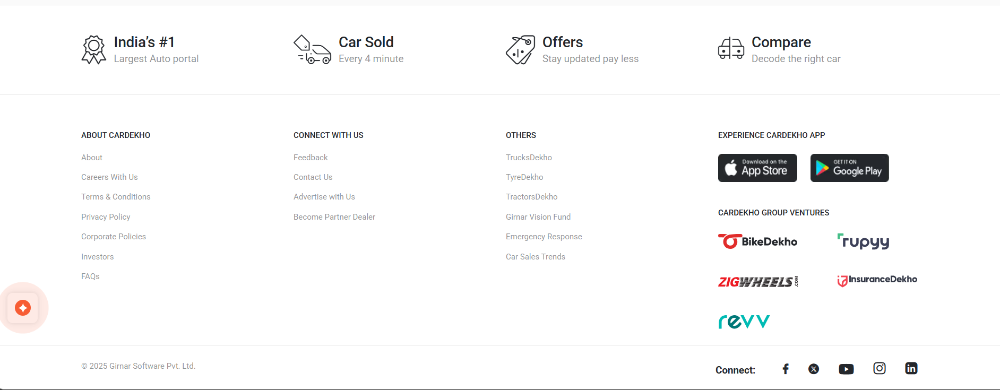 India’s #1
Largest Auto portal
Car Sold
Every 4 minute
Offers
Stay updated pay less
Compare
Decode the right car
ABOUT CARDEKHO
About
Careers With Us
Terms & Conditions
Privacy Policy
Corporate Policies
Investors
FAQs
CONNECT WITH US
Feedback
Contact Us
Advertise with Us
Become Partner Dealer
OTHERS
TrucksDekho
TyreDekho
TractorsDekho
Girnar Vision Fund
Emergency Response
Car Sales Trends
EXPERIENCE CARDEKHO APP
Download on the
App Store
GET IT ON
Google Play
CARDEKHO GROUP VENTURES
BikeDekho
rupyy
ZIGWHEELS.COM
InsuranceDekho
revv
© 2025 Girnar Software Pvt. Ltd.
Connect: